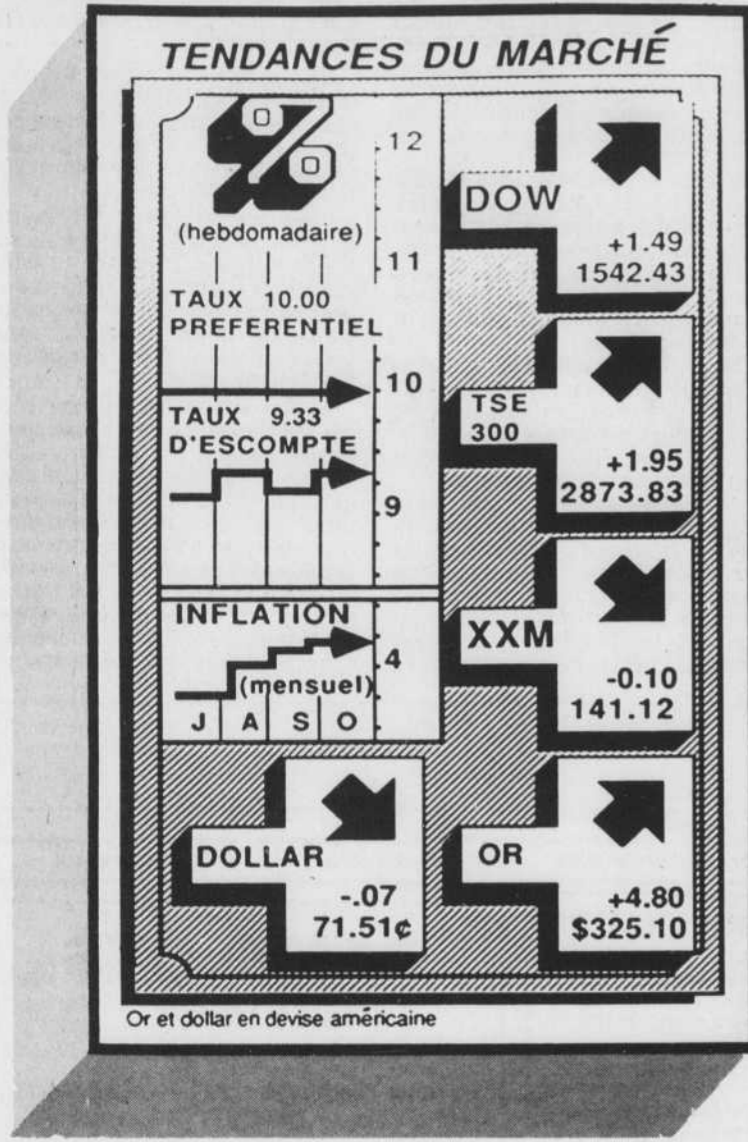 TENDANCES DU MARCHÉ
%
(hebdomadaire)
12
11
10
9
TAUX 10.00
PREFERENTIEL
TAUX 9.33
D'ESCOMPTE
INFLATION
4
(mensuel)
J A S O
DOW
+1.49
1542.43
TSE
300
+1.95
2873.83
XXM
-0.10
141.12
DOLLAR
-.07
71.51¢
OR
+4.80
$325.10
Or et dollar en devise américaine